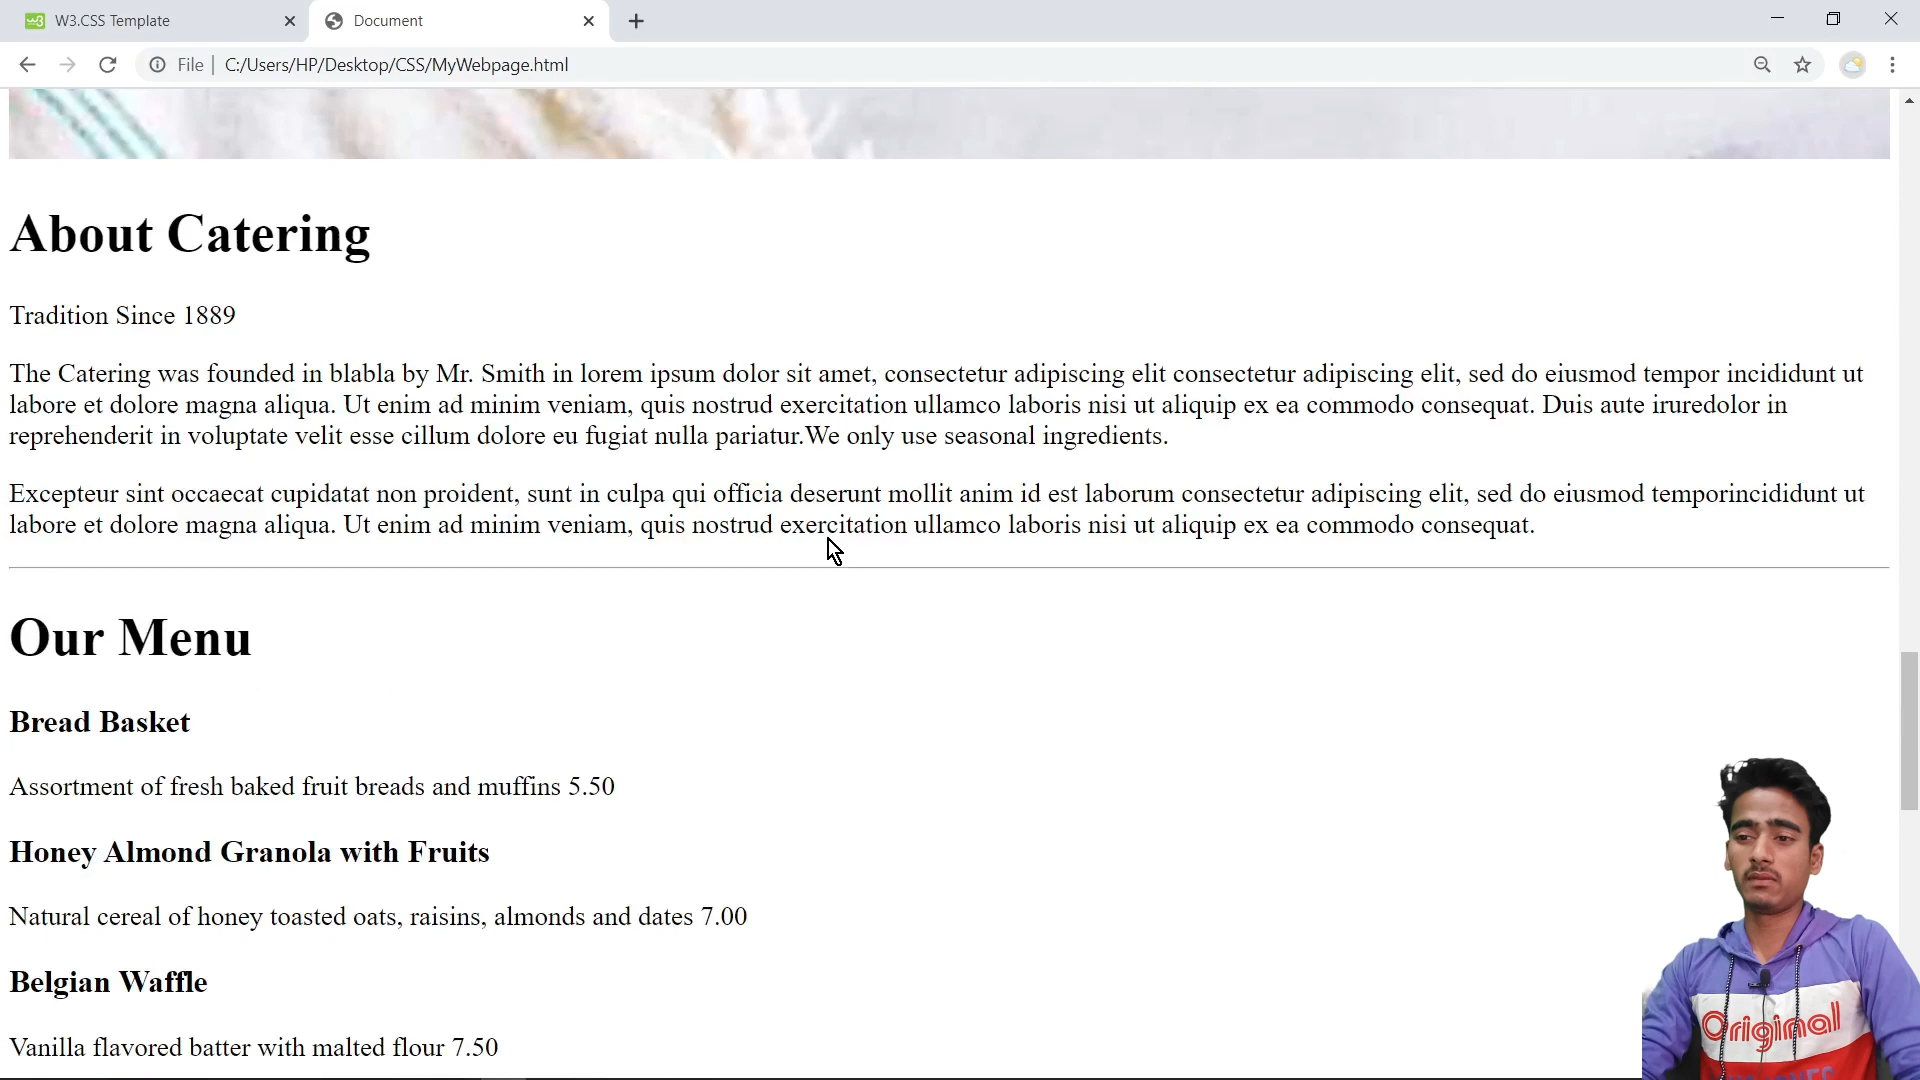 W3.CSS Template
Document
File
C:/Users/HP/Desktop/CSS/MyWebpage.html
About Catering
Tradition Since 1889
The Catering was founded in blabla by Mr. Smith in lorem ipsum dolor sit amet, consectetur adipiscing elit consectetur adipiscing elit, sed do eiusmod tempor incididunt ut
labore et dolore magna aliqua. Ut enim ad minim veniam, quis nostrud exercitation ullamco laboris nisi ut aliquip ex ea commodo consequat. Duis aute iruredolor in
reprehenderit in voluptate velit esse cillum dolore eu fugiat nulla pariatur.We only use seasonal ingredients.
Excepteur sint occaecat cupidatat non proident, sunt in culpa qui officia deserunt mollit anim id est laborum consectetur adipiscing elit, sed do eiusmod temporincididunt ut
labore et dolore magna aliqua. Ut enim ad minim veniam, quis nostrud exercitation ullamco laboris nisi ut aliquip ex ea commodo consequat.
Our Menu
Bread Basket
Assortment of fresh baked fruit breads and muffins 5.50
Honey Almond Granola with Fruits
Natural cereal of honey toasted oats, raisins, almonds and dates 7.00
Belgian Waffle
Vanilla flavored batter with malted flour 7.50
Original